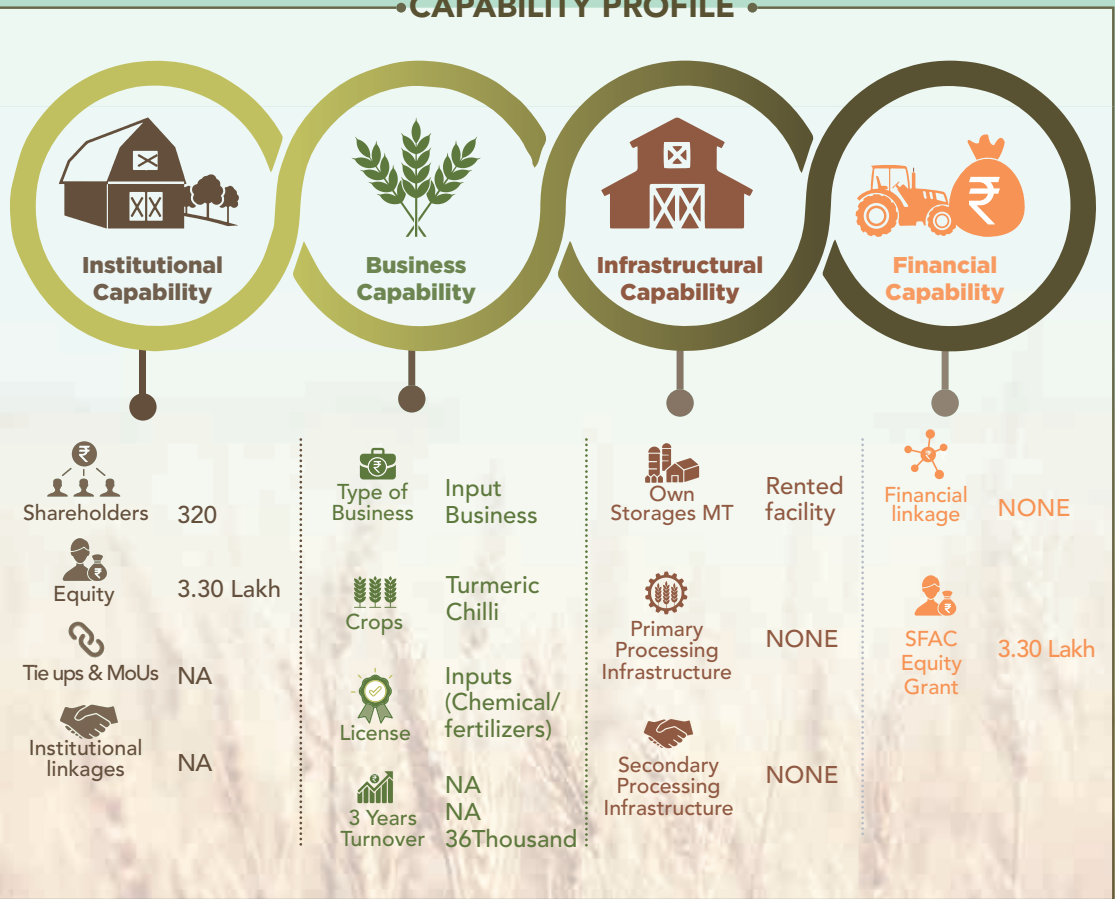 CAPABILITY PROFILE
Institutional
Capability
Business
Capability
Infrastructural
Capability
Financial
Capability
Shareholders
320
Equity
3.30 Lakh
Tie ups & MoUs
NA
Institutional
linkages
NA
Type of
Business
Input
Business
Crops
Turmeric
Chilli
License
Inputs
(Chemical/
fertilizers)
3 Years
Turnover
NA
NA
36Thousand
Own
Storages MT
Rented
facility
Primary
Processing
Infrastructure
NONE
Secondary
Processing
Infrastructure
NONE
Financial
linkage
NONE
SFAC
Equity
Grant
3.30 Lakh